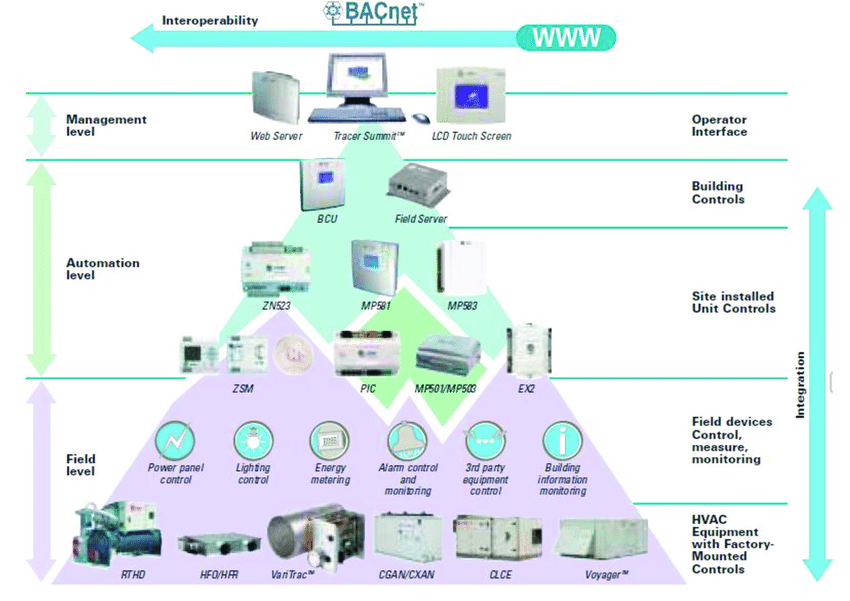 BACnet™
Interoperability
WWW
Management
level
Web Server
Tracer Summit™
LCD Touch Screen
Operator
Interface
BCU
Field Server
Building
Controls
Automation
level
ZN523
MP581
MP583
Site installed
Unit Controls
ZSM
PIC
MP501/MP503
EX2
Integration
Field
level
Power panel
control
Lighting
control
Energy
metering
Alarm control
and
monitoring
3rd party
equipment
control
Building
information
monitoring
Field devices
Control,
measure,
monitoring
RTHD
HFO/HFR
VariTrac™
CGAN/CXAN
CLCE
Voyager™
HVAC
Equipment
with Factory-
Mounted
Controls